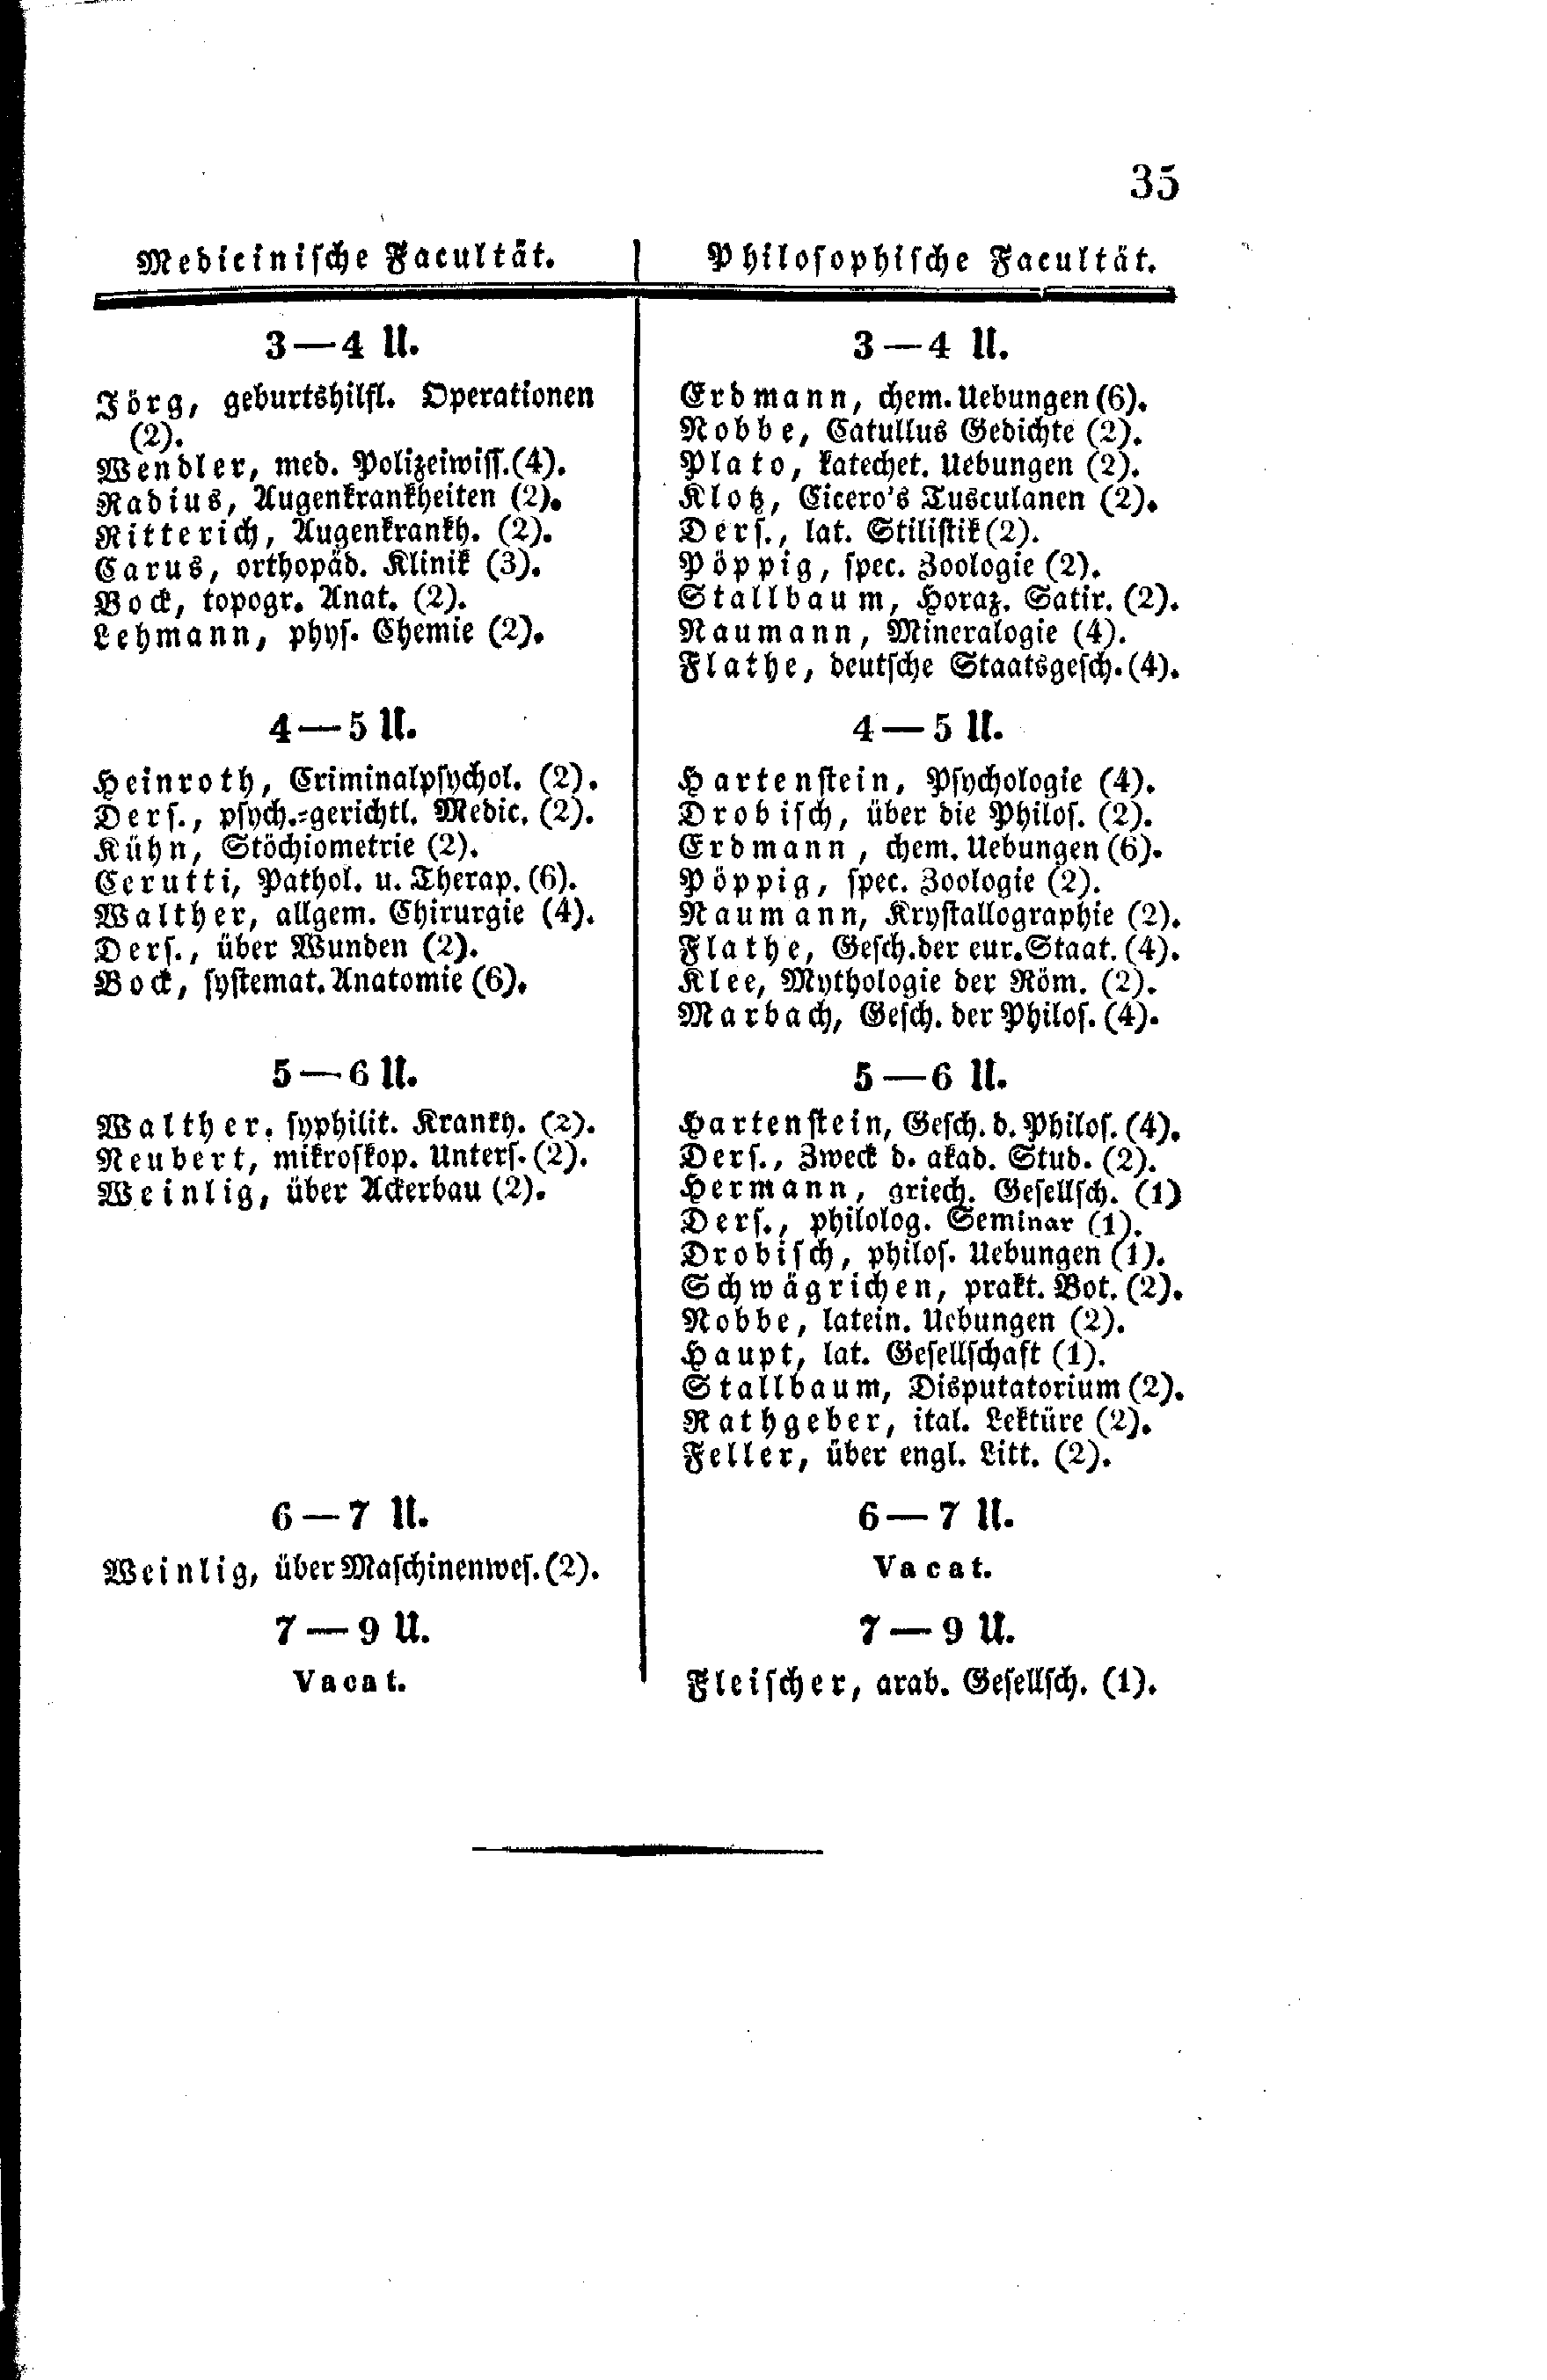 35
Medicinische Facultät.
3—4 U.
Jörg, geburtshilfl. Operationen
(2).
Wendler, med. Polizeiwiss. (4).
Radius, Augenkrankheiten (2).
Ritterich, Augenkrankh. (2).
Carus, orthopäd. Klinik (3).
Bock, topogr. Anat. (2).
Lehmann, phys. Chemie (2).
4—5 U.
Heinroth, Criminalpsychol. (2).
Ders., psych.-gerichtl. Medic. (2).
Kühn, Stöchiometrie (2).
Cerutti, Pathol. u. Therap. (6).
Walther, allgem. Chirurgie (4).
Ders., über Wunden (2).
Bock, systemat. Anatomie (6).
5—6 U.
Walther, syphilit. Krankh. (2).
Neubert, mikroskop. Unters. (2).
Weinlig, über Ackerbau (2).
6—7 U.
Weinlig, über Maschinenwes. (2).
7—9 U.
Vacat.
Philosophische Facultät.
3—4 U.
Erdmann, chem. Uebungen (6).
Nobbe, Catullus Gedichte (2).
Plato, katechet. Uebungen (2).
Klotz, Cicero's Tusculanen (2).
Ders., lat. Stilistik (2).
Pöppig, spec. Zoologie (2).
Stallbaum, Horaz. Satir. (2).
Naumann, Mineralogie (4).
Flathe, deutsche Staatsgesch. (4).
4—5 U.
Hartenstein, Psychologie (4).
Drobisch, über die Philos. (2).
Erdmann, chem. Uebungen (6).
Pöppig, spec. Zoologie (2).
Naumann, Krystallographie (2).
Flathe, Gesch. der eur. Staat. (4).
Klee, Mythologie der Röm. (2).
Marbach, Gesch. der Philos. (4).
5—6 U.
Hartenstein, Gesch. d. Philos. (4).
Ders., Zweck d. akad. Stud. (2).
Hermann, griech. Gesellsch. (1)
Ders., philolog. Seminar (1).
Drobisch, philos. Uebungen (1).
Schwägrichen, prakt. Bot. (2).
Nobbe, latein. Uebungen (2).
Haupt, lat. Gesellschaft (1).
Stallbaum, Disputatorium (2).
Rathgeber, ital. Lektüre (2).
Feller, über engl. Litt. (2).
6—7 U.
Vacat.
7—9 U.
Fleischer, arab. Gesellsch. (1).